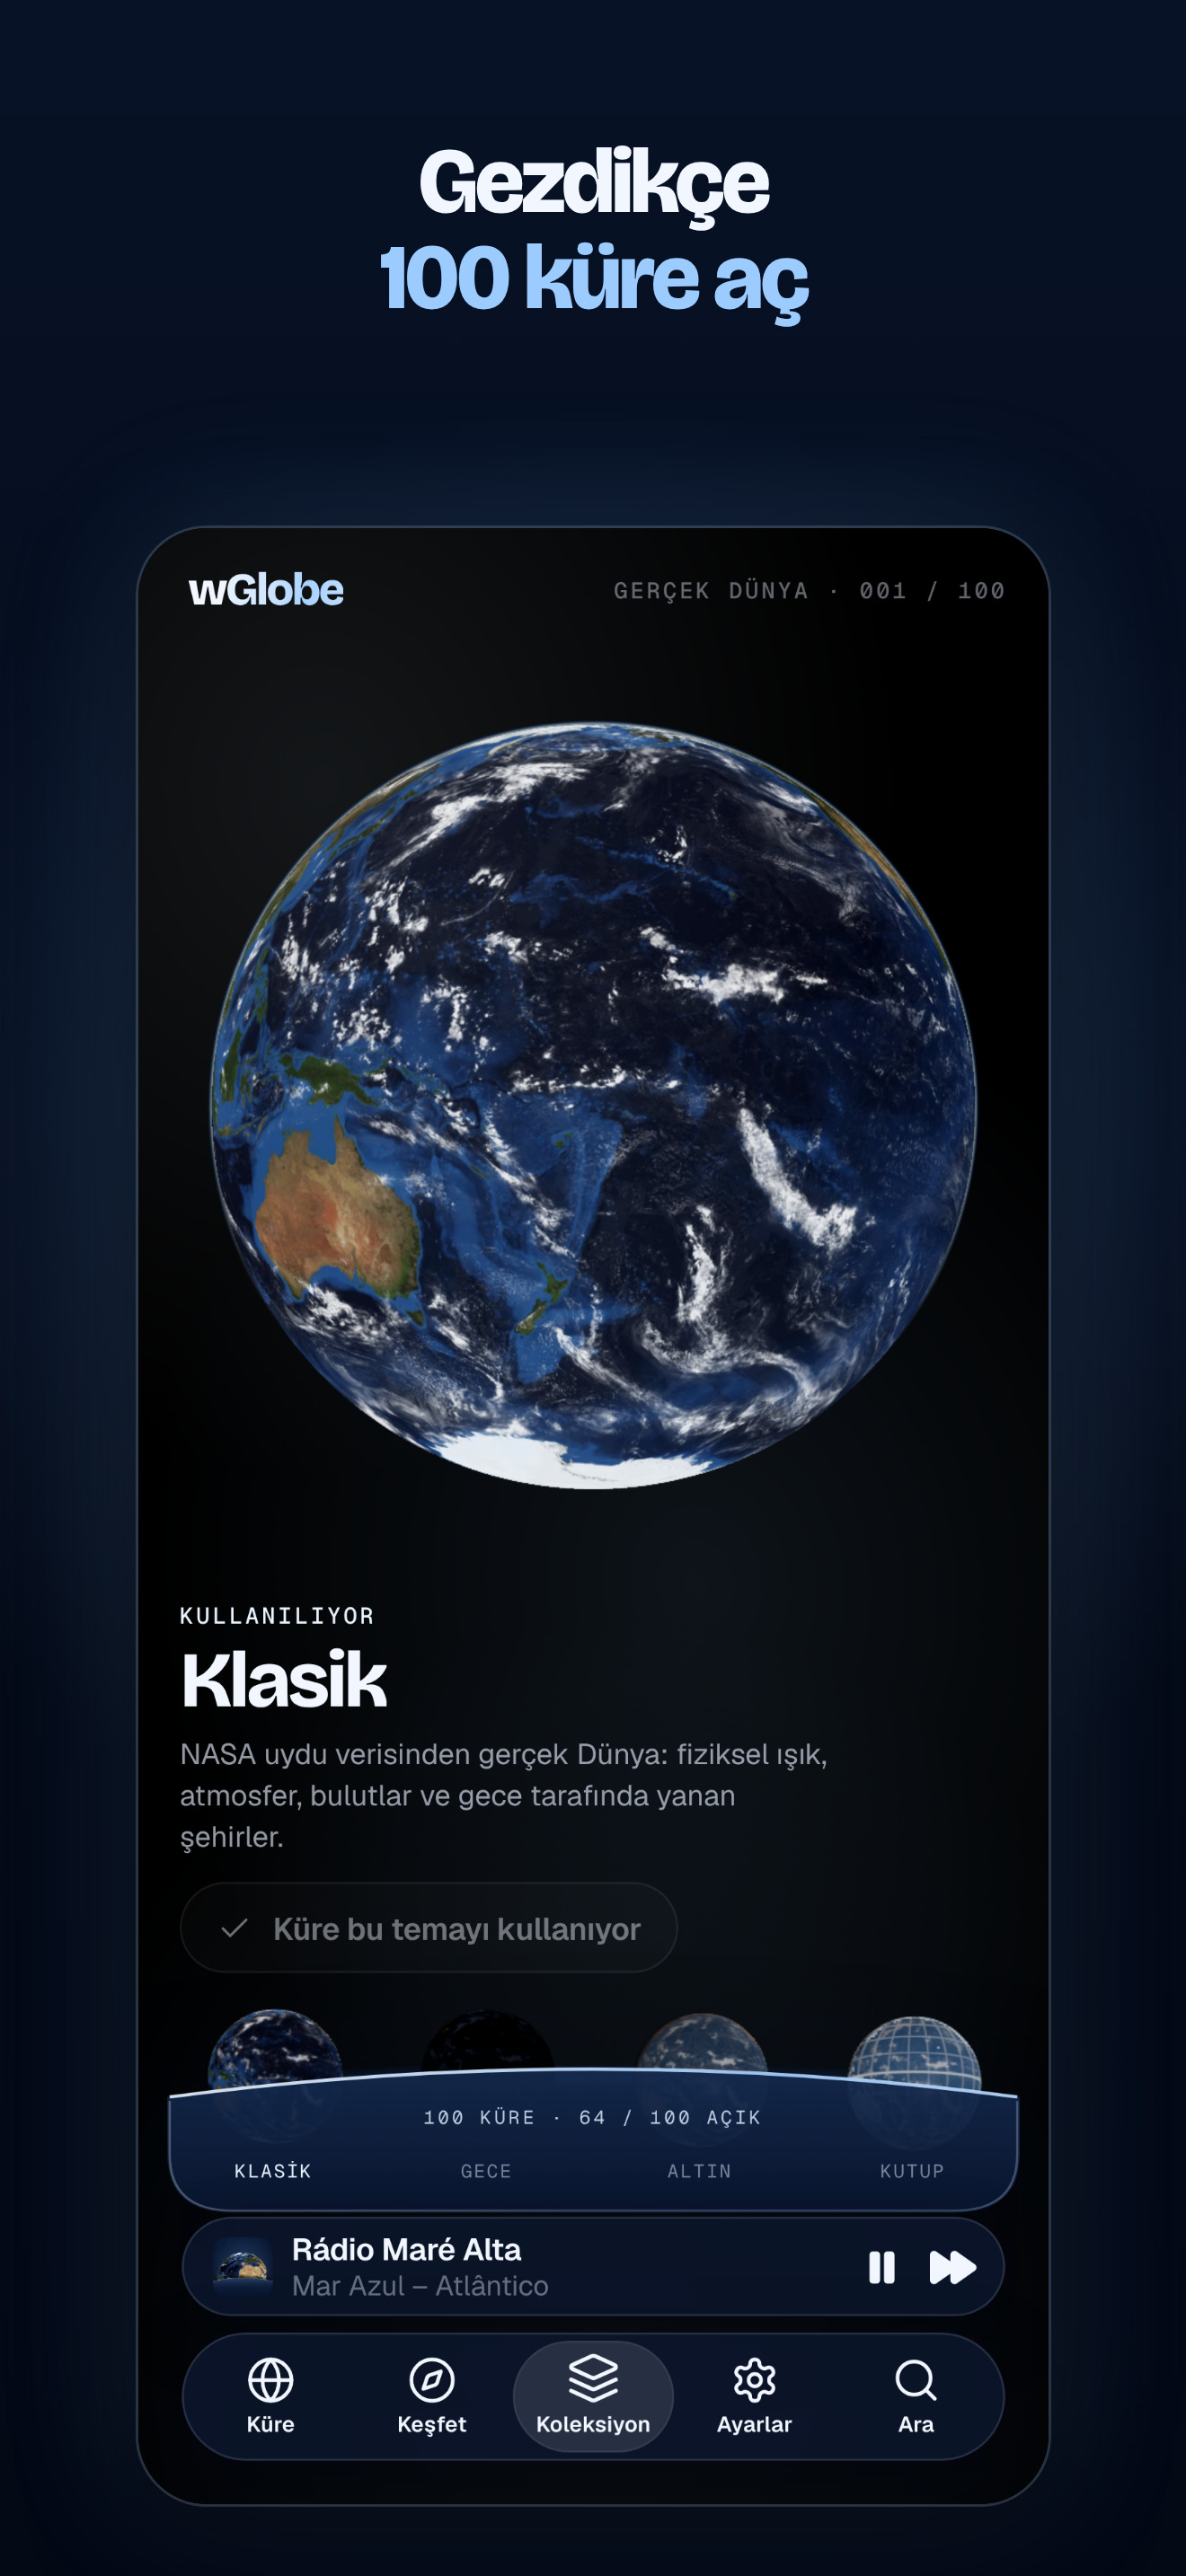 Gezdikçe
100 küre aç
wGlobe
GERÇEK DÜNYA · 001 / 100
KULLANILIYOR
Klasik
NASA uydu verisinden gerçek Dünya: fiziksel ışık,
atmosfer, bulutlar ve gece tarafında yanan
şehirler.
Küre bu temayı kullanıyor
100 KÜRE · 64 / 100 AÇIK
KLASİK GECE ALTIN KUTUP
Rádio Maré Alta
Mar Azul – Atlântico
Küre Keşfet Koleksiyon Ayarlar Ara